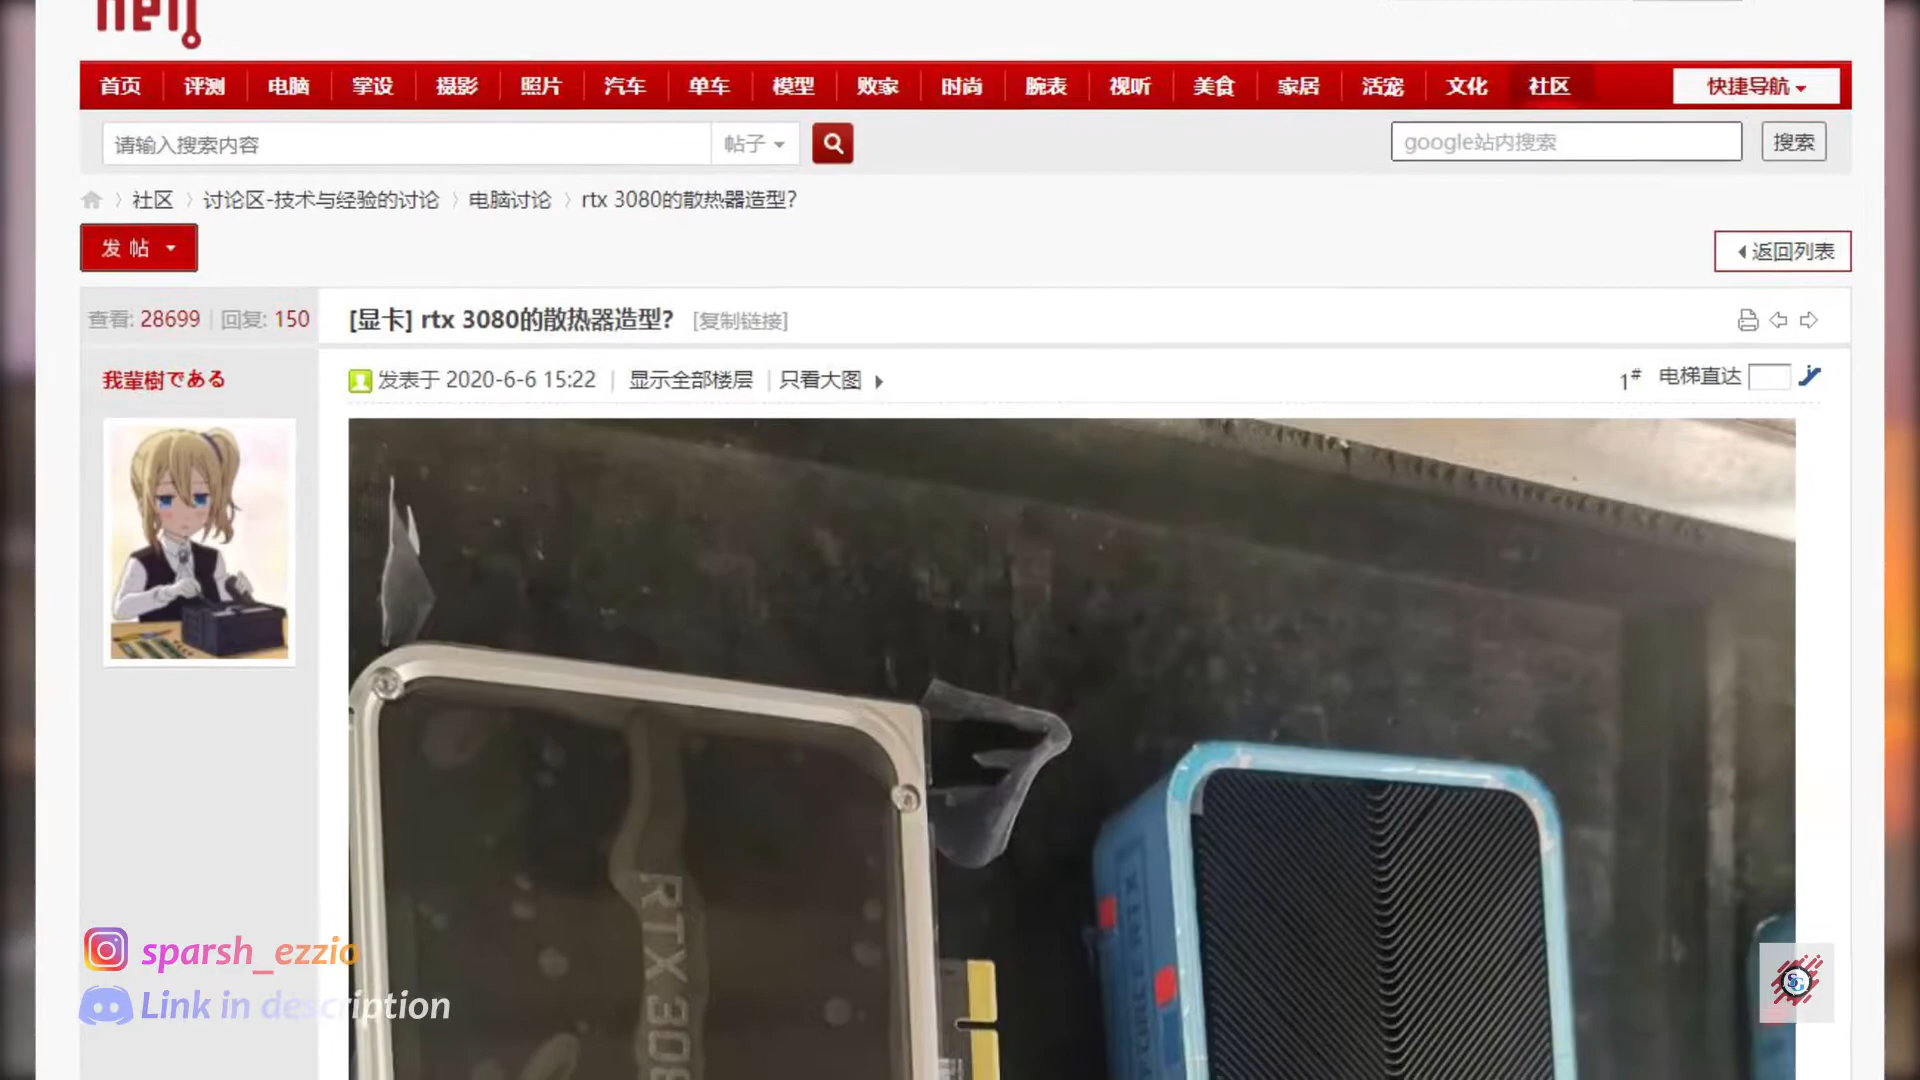 首页 评测 电脑 掌设 摄影 照片 汽车 单车 模型 败家 时尚 腕表 视听 美食 家居 活宠 文化 社区 快捷导航
请输入搜索内容 帖子 google站内搜索 搜索
社区 〉讨论区-技术与经验的讨论 〉电脑讨论 〉rtx 3080的散热器造型?
发帖
返回列表
查看: 28699 | 回复: 150
[显卡] rtx 3080的散热器造型? [复制链接]
我輩樹である
发表于 2020-6-6 15:22 | 显示全部楼层 | 只看大图
1# 电梯直达
RTX 308
sparsh_ezzio
Link in description